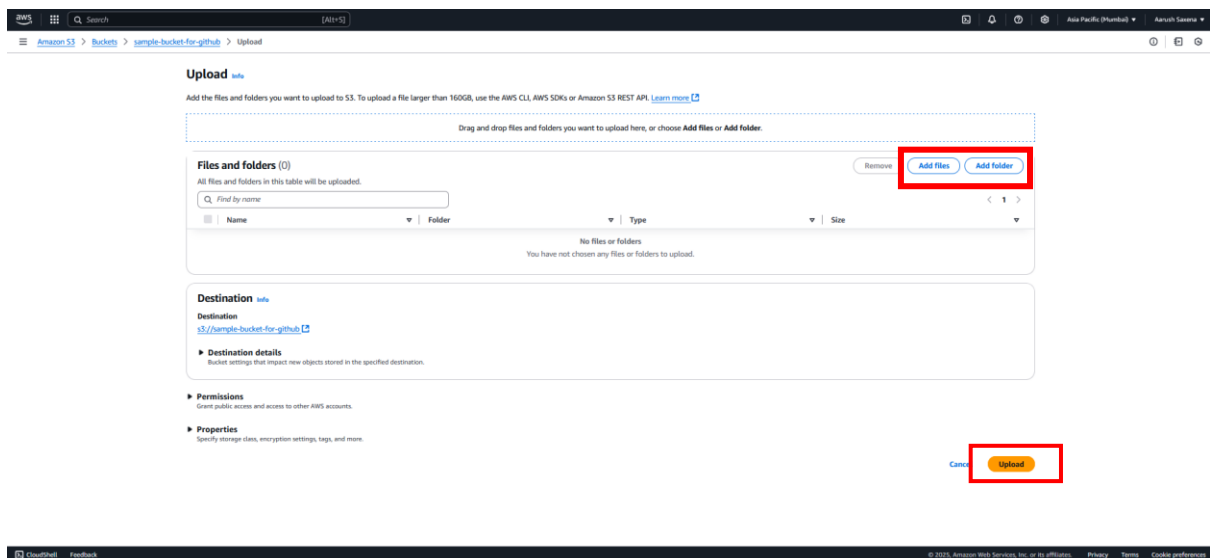 aws Search [Alt+S] Asia Pacific (Mumbai) Aarush Saxena
Amazon S3 > Buckets > sample-bucket-for-github > Upload
Upload Info
Add the files and folders you want to upload to S3. To upload a file larger than 160GB, use the AWS CLI, AWS SDKs or Amazon S3 REST API. Learn more
Drag and drop files and folders you want to upload here, or choose Add files or Add folder.
Files and folders (0) Remove Add files Add folder
All files and folders in this table will be uploaded.
Find by name < 1 >
Name Folder Type Size
No files or folders
You have not chosen any files or folders to upload.
Destination Info
Destination
s3://sample-bucket-for-github
Destination details
Bucket settings that impact new objects stored in the specified destination.
Permissions
Grant public access and access to other AWS accounts.
Properties
Specify storage class, encryption settings, tags, and more.
Cancel Upload
CloudShell Feedback © 2025, Amazon Web Services, Inc. or its affiliates. Privacy Terms Cookie preferences